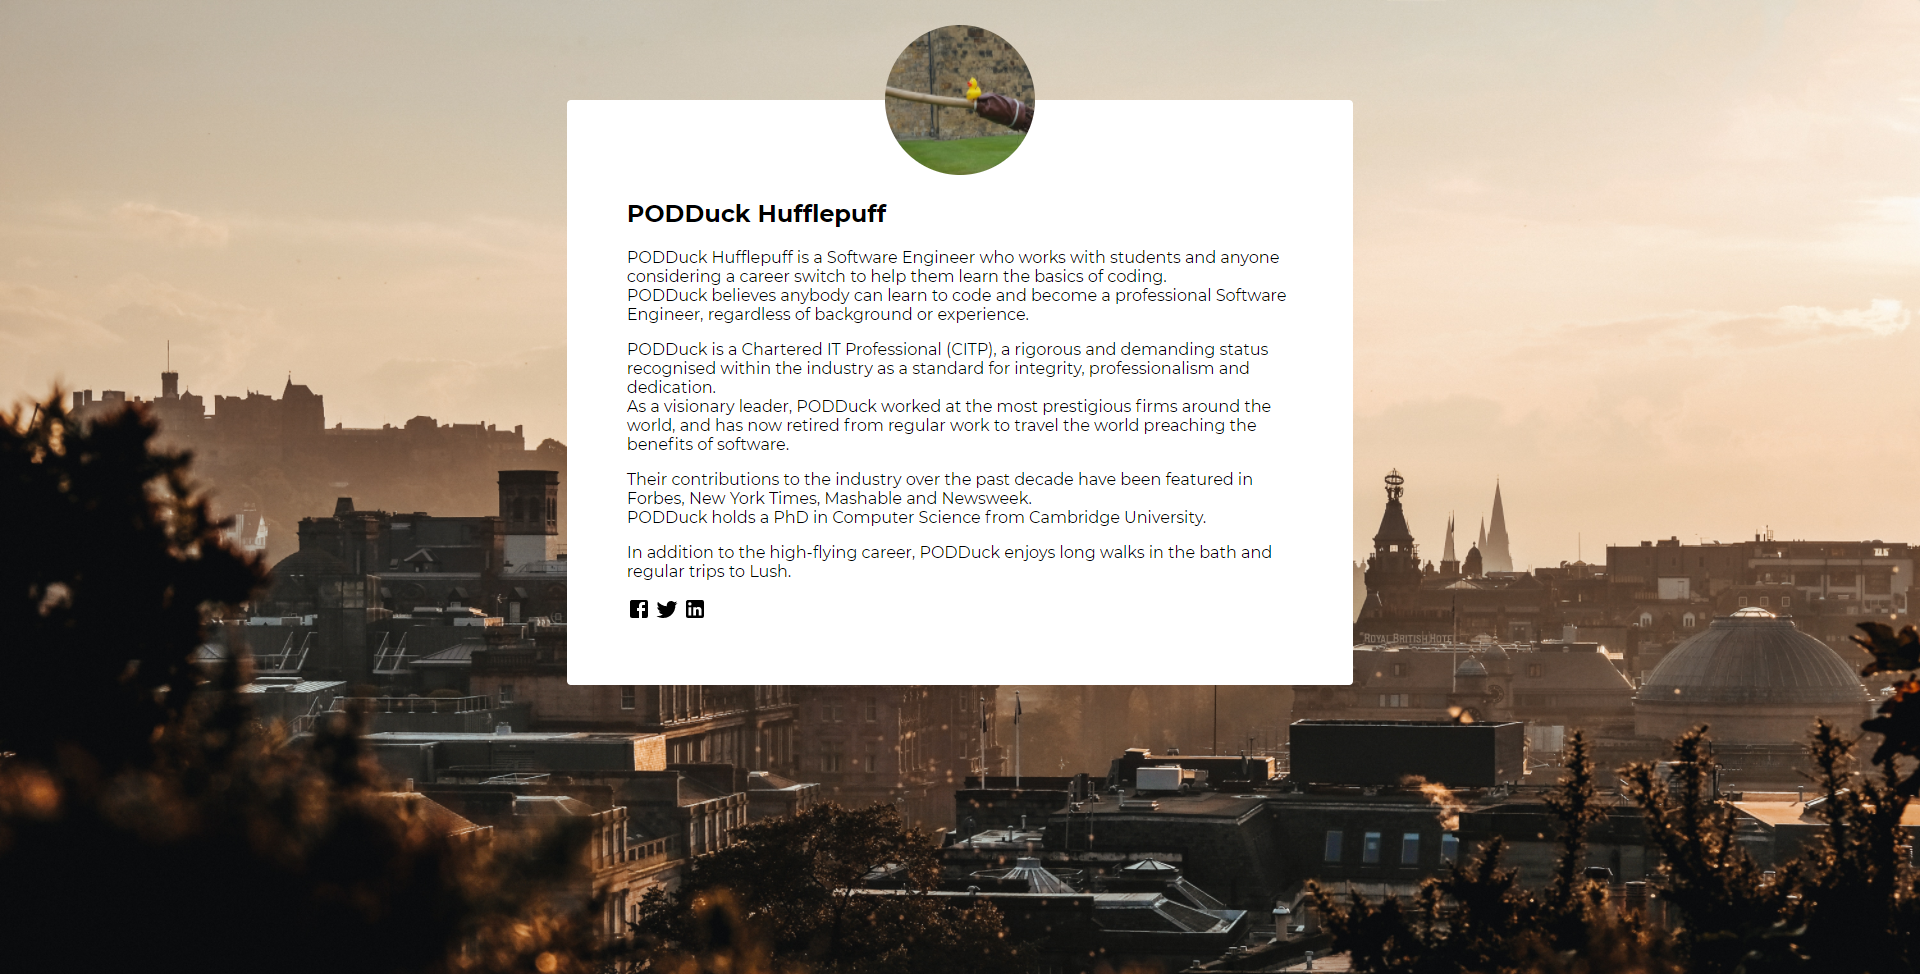 PODDuck Hufflepuff
PODDuck Hufflepuff is a Software Engineer who works with students and anyone
considering a career switch to help them learn the basics of coding.
PODDuck believes anybody can learn to code and become a professional Software
Engineer, regardless of background or experience.
PODDuck is a Chartered IT Professional (CITP), a rigorous and demanding status
recognised within the industry as a standard for integrity, professionalism and
dedication.
As a visionary leader, PODDuck worked at the most prestigious firms around the
world, and has now retired from regular work to travel the world preaching the
benefits of software.
Their contributions to the industry over the past decade have been featured in
Forbes, New York Times, Mashable and Newsweek.
PODDuck holds a PhD in Computer Science from Cambridge University.
In addition to the high-flying career, PODDuck enjoys long walks in the bath and
regular trips to Lush.
ROYAL BRITISH HOTEL